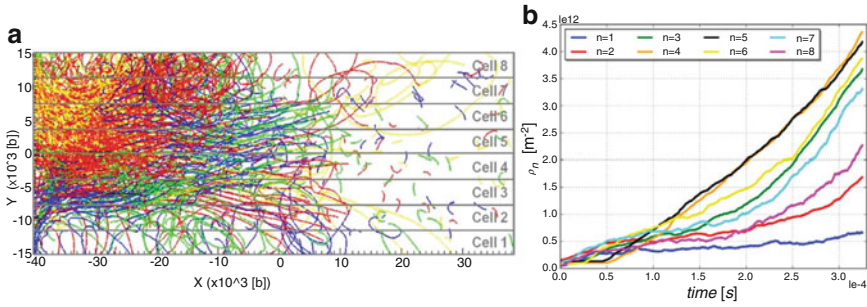 a
15
10
5
0
-5
-10
-15
Y (x10^3 [b])
-40
-30
-20
-10
0
10
20
30
X (x10^3 [b])
Cell 8
Cell 7
Cell 6
Cell 5
Cell 4
Cell 3
Cell 2
Cell 1
b
1e12
4.5
4.0
3.5
3.0
2.5
2.0
1.5
1.0
0.5
0.0
ρn [m-2]
n=1 n=3 n=5 n=7
n=2 n=4 n=6 n=8
0.0 0.5 1.0 1.5 2.0 2.5 3.0
time [s]